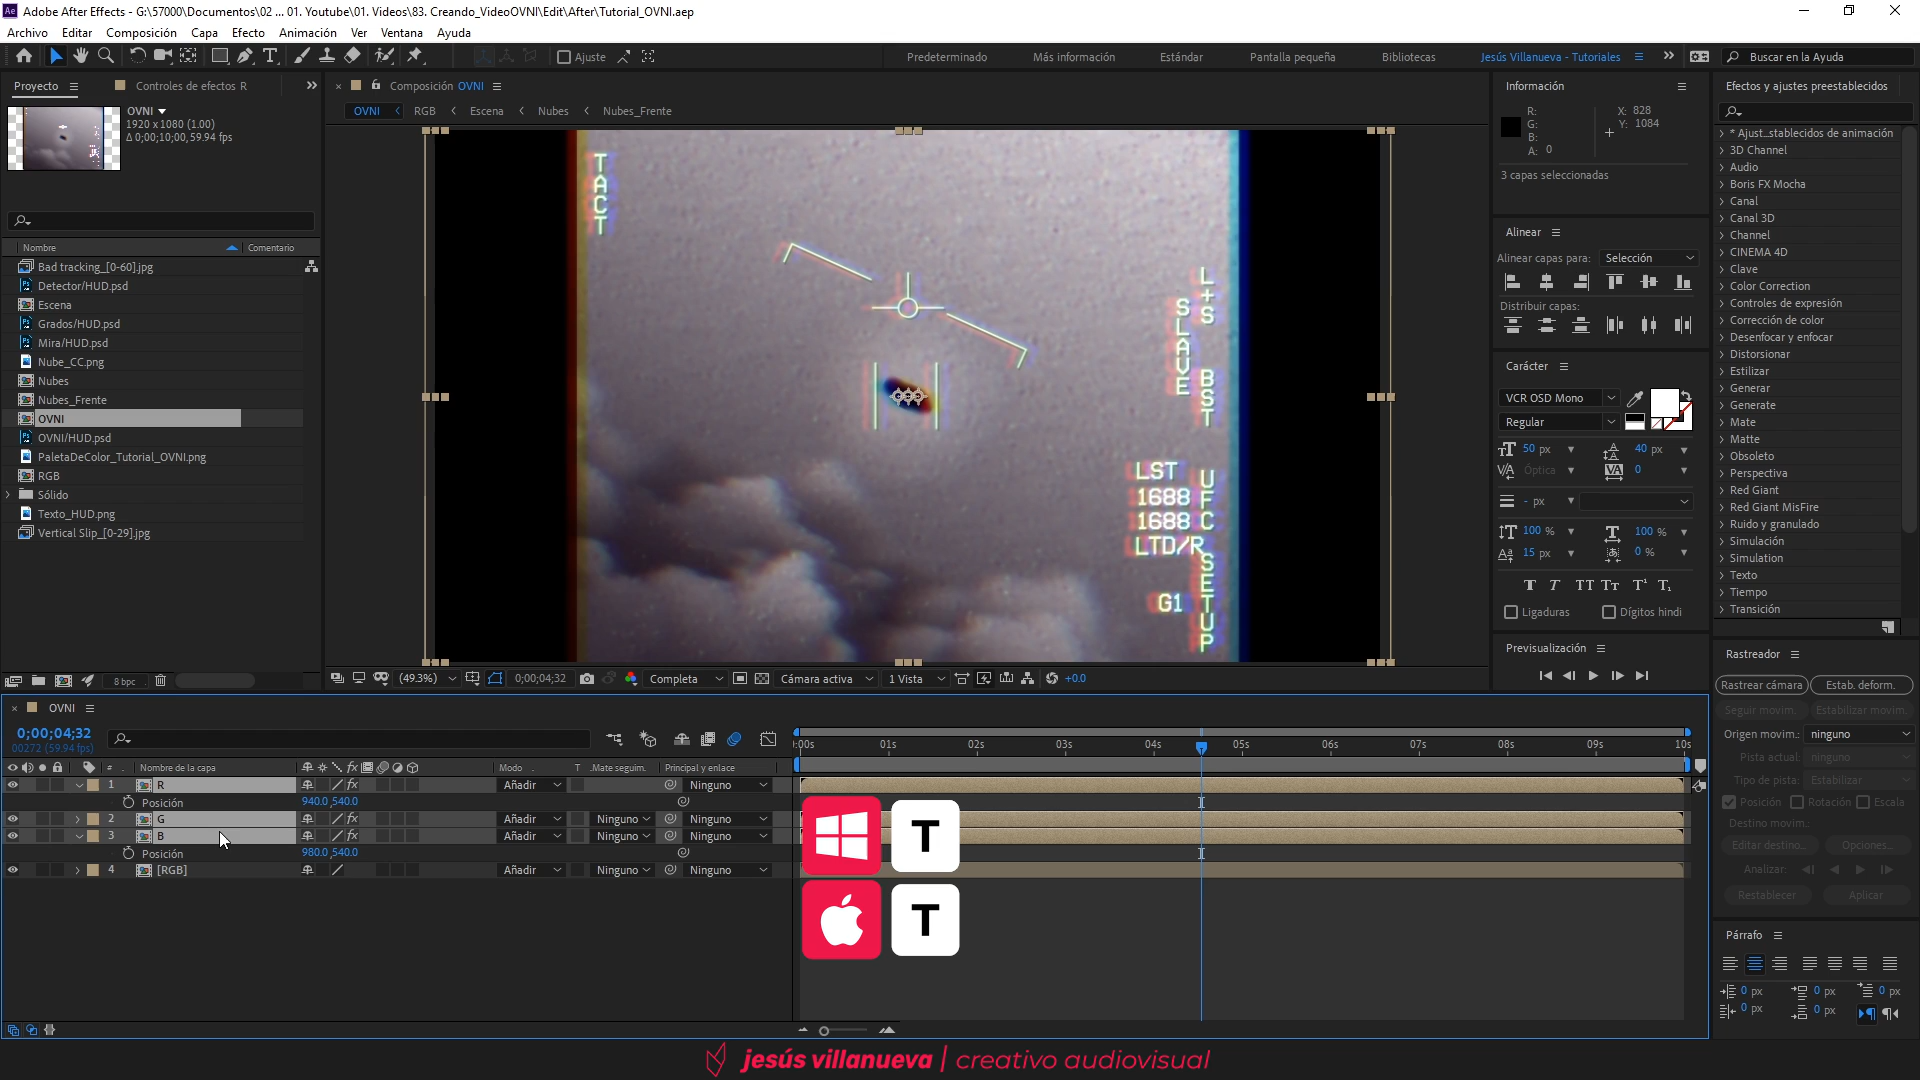 Adobe After Effects - G:\57000\Documentos\02 ... 01. Youtube\01. Videos\83. Creando_VideoOVNI\Edit\After\Tutorial_OVNI.aep
Archivo Editar Composición Capa Efecto Animación Ver Ventana Ayuda
Ajuste Predeterminado Más información Estándar Pantalla pequeña Bibliotecas Jesús Villanueva - Tutoriales Buscar en la Ayuda
Proyecto Controles de efectos R
OVNI
1920 x 1080 (1.00)
Δ 0;00;10;00, 59.94 fps
Nombre Comentario
Bad tracking_[0-60].jpg
Detector/HUD.psd
Escena
Grados/HUD.psd
Mira/HUD.psd
Nube_CC.png
Nubes
Nubes_Frente
OVNI
OVNI/HUD.psd
PaletaDeColor_Tutorial_OVNI.png
RGB
Sólido
Texto_HUD.png
Vertical Slip_[0-29].jpg
8 bpc
Composición OVNI
OVNI RGB Escena Nubes Nubes_Frente
TACT
L+S
SLAVE
BST
LST
1688
1688
LTD/R
G1
UFC
SETUP
(49.3%) 0;00;04;32 Completa Cámara activa 1 Vista +0.0
Información
R: X: 828
G: Y: 1084
B:
A: 0
3 capas seleccionadas
Alinear
Alinear capas para: Selección
Distribuir capas:
Carácter
VCR OSD Mono
Regular
50 px 40 px
Óptica 0
- px
100 % 100 %
15 px 0 %
T T TT Tt T¹ T₁
Ligaduras Dígitos hindi
Previsualización
Efectos y ajustes preestablecidos
* Ajust...stablecidos de animación
3D Channel
Audio
Boris FX Mocha
Canal
Canal 3D
Channel
CINEMA 4D
Clave
Color Correction
Controles de expresión
Corrección de color
Desenfocar y enfocar
Distorsionar
Estilizar
Generar
Generate
Mate
Matte
Obsoleto
Perspectiva
Red Giant
Red Giant MisFire
Ruido y granulado
Simulación
Simulation
Texto
Tiempo
Transición
Rastreador
Rastrear cámara Estab. deform.
Seguir movim. Estabilizar movim.
Origen movim.: ninguno
Pista actual: ninguno
Tipo de pista: Estabilizar
Posición Rotación Escala
Destino movim.:
Editar destino... Opciones...
Analizar:
Restablecer Aplicar
Párrafo
0 px 0 px 0 px
0 px 0 px
OVNI
0;00;04;32
00272 (59.94 fps)
:00s 01s 02s 03s 04s 05s 06s 07s 08s 09s 10s
# Nombre de la capa fx Modo T .Mate seguim. Principal y enlace
1 R fx Añadir Ninguno
Posición 940.0,540.0
2 G fx Añadir Ninguno Ninguno
3 B fx Añadir Ninguno Ninguno
Posición 980.0,540.0
4 [RGB] Añadir Ninguno Ninguno
T
T
jesús villanueva | creativo audiovisual